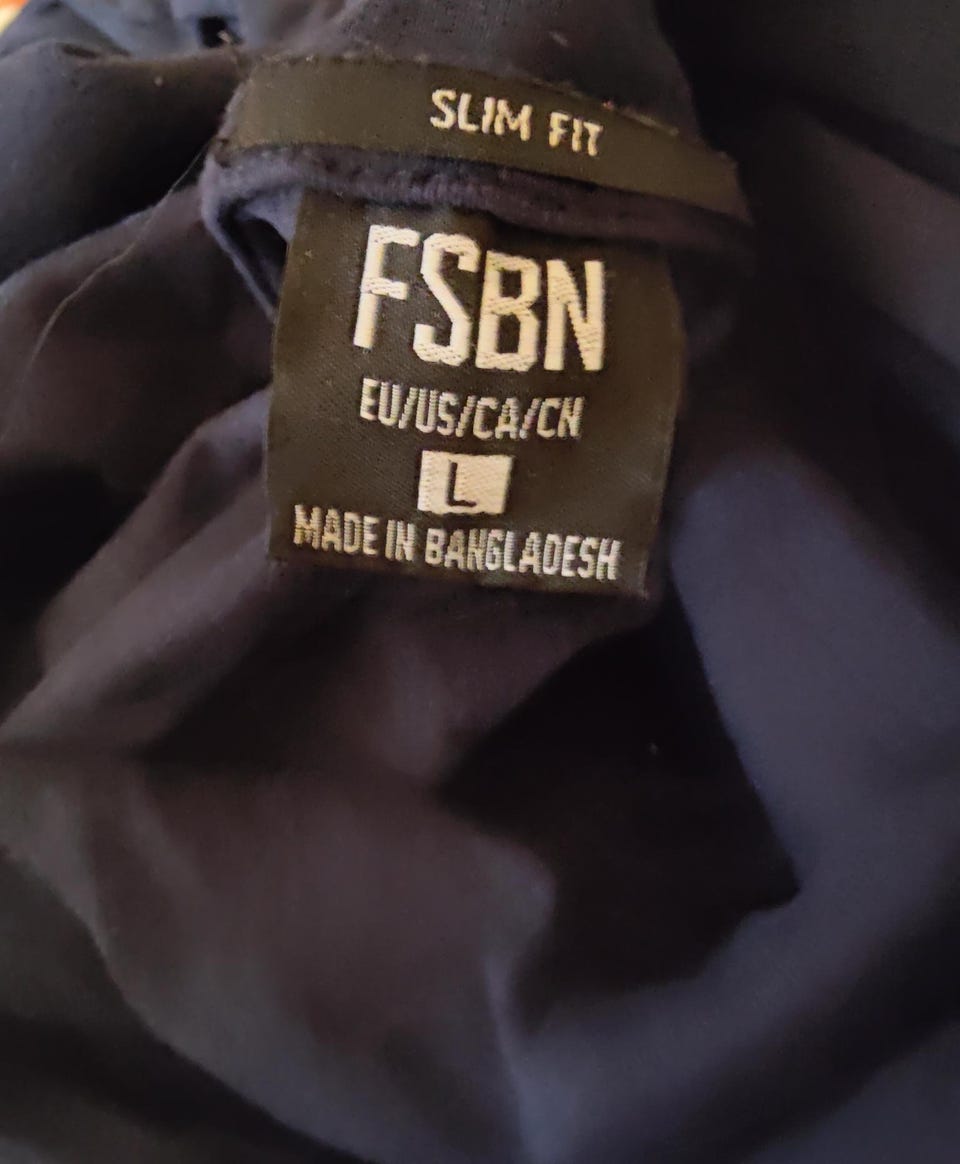 SLIM FIT
FSBN
EU/US/CA/CN
L
MADE IN BANGLADESH